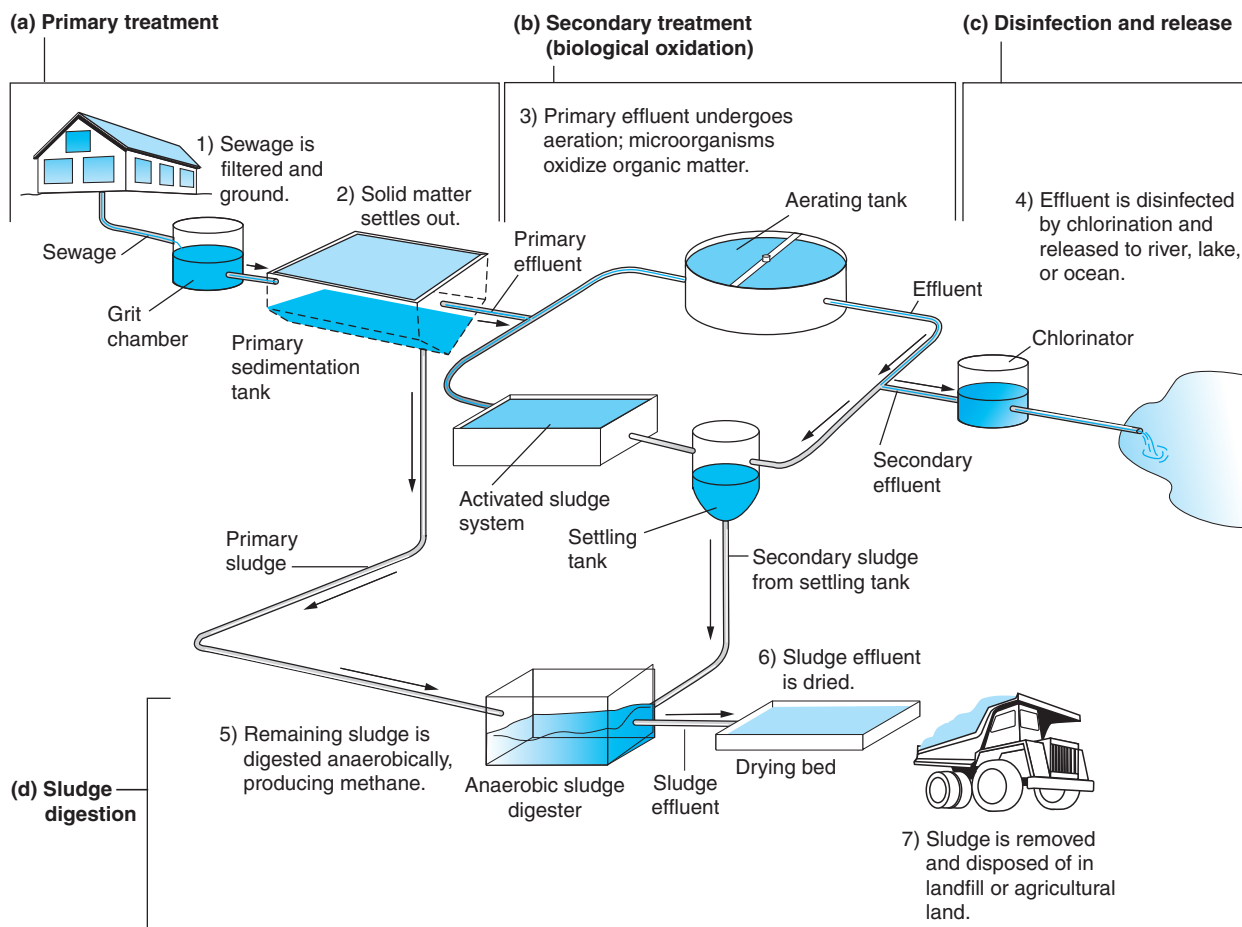 (a) Primary treatment
(b) Secondary treatment
(biological oxidation)
(c) Disinfection and release
1) Sewage is
filtered and
ground.
2) Solid matter
settles out.
3) Primary effluent undergoes
aeration; microorganisms
oxidize organic matter.
4) Effluent is disinfected
by chlorination and
released to river, lake,
or ocean.
Sewage
Grit
chamber
Primary
sedimentation
tank
Primary
effluent
Aerating tank
Effluent
Chlorinator
Activated sludge
system
Settling
tank
Secondary
effluent
Primary
sludge
Secondary sludge
from settling tank
(d) Sludge
digestion
5) Remaining sludge is
digested anaerobically,
producing methane.
Anaerobic sludge
digester
Sludge
effluent
6) Sludge effluent
is dried.
Drying bed
7) Sludge is removed
and disposed of in
landfill or agricultural
land.